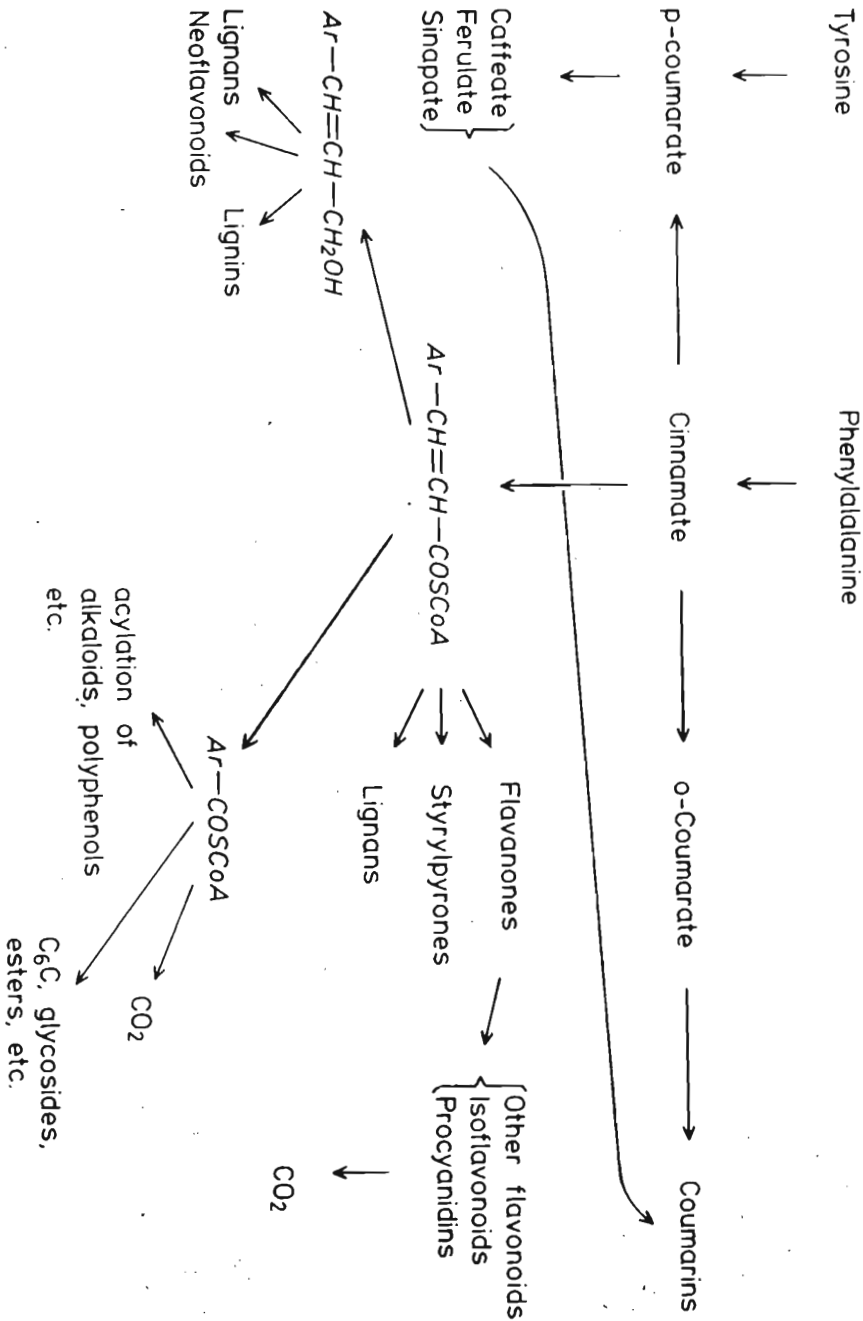 Tyrosine
Phenylalanine
p-coumarate
Cinnamate
o-Coumarate
Coumarins
Caffeate
Ferulate
Sinapate
Ar—CH=CH—COSCoA
Flavanones
Styrylpyrones
Lignans
Other flavonoids
Isoflavonoids
Procyanidins
CO₂
Ar—CH=CH—CH₂OH
Lignans
Neoflavonoids
Lignins
Ar—COSCoA
acylation of
alkaloids, polyphenols
etc.
CO₂
C₆C, glycosides,
esters, etc.